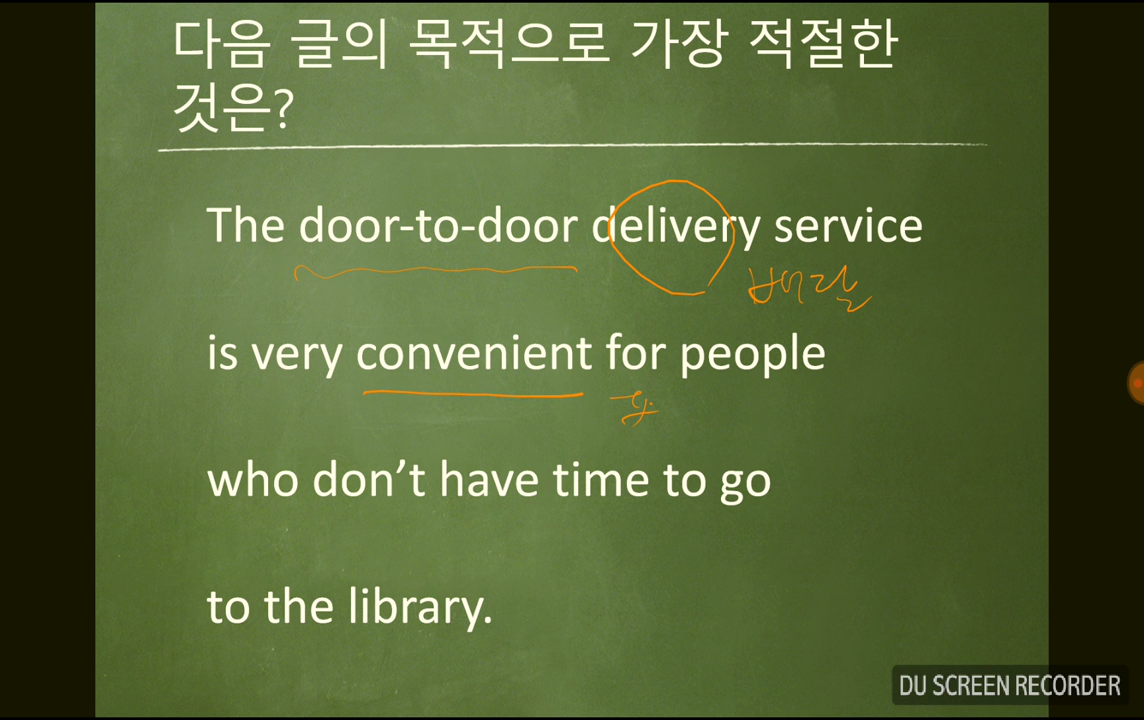 다음 글의 목적으로 가장 적절한
것은?
The door-to-door delivery service
배달
is very convenient for people
who don't have time to go
to the library.
DU SCREEN RECORDER